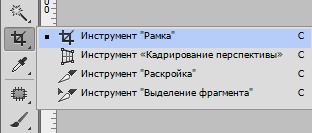 Инструмент "Рамка" C
Инструмент «Кадрирование перспективы» C
Инструмент "Раскройка" C
Инструмент "Выделение фрагмента" C